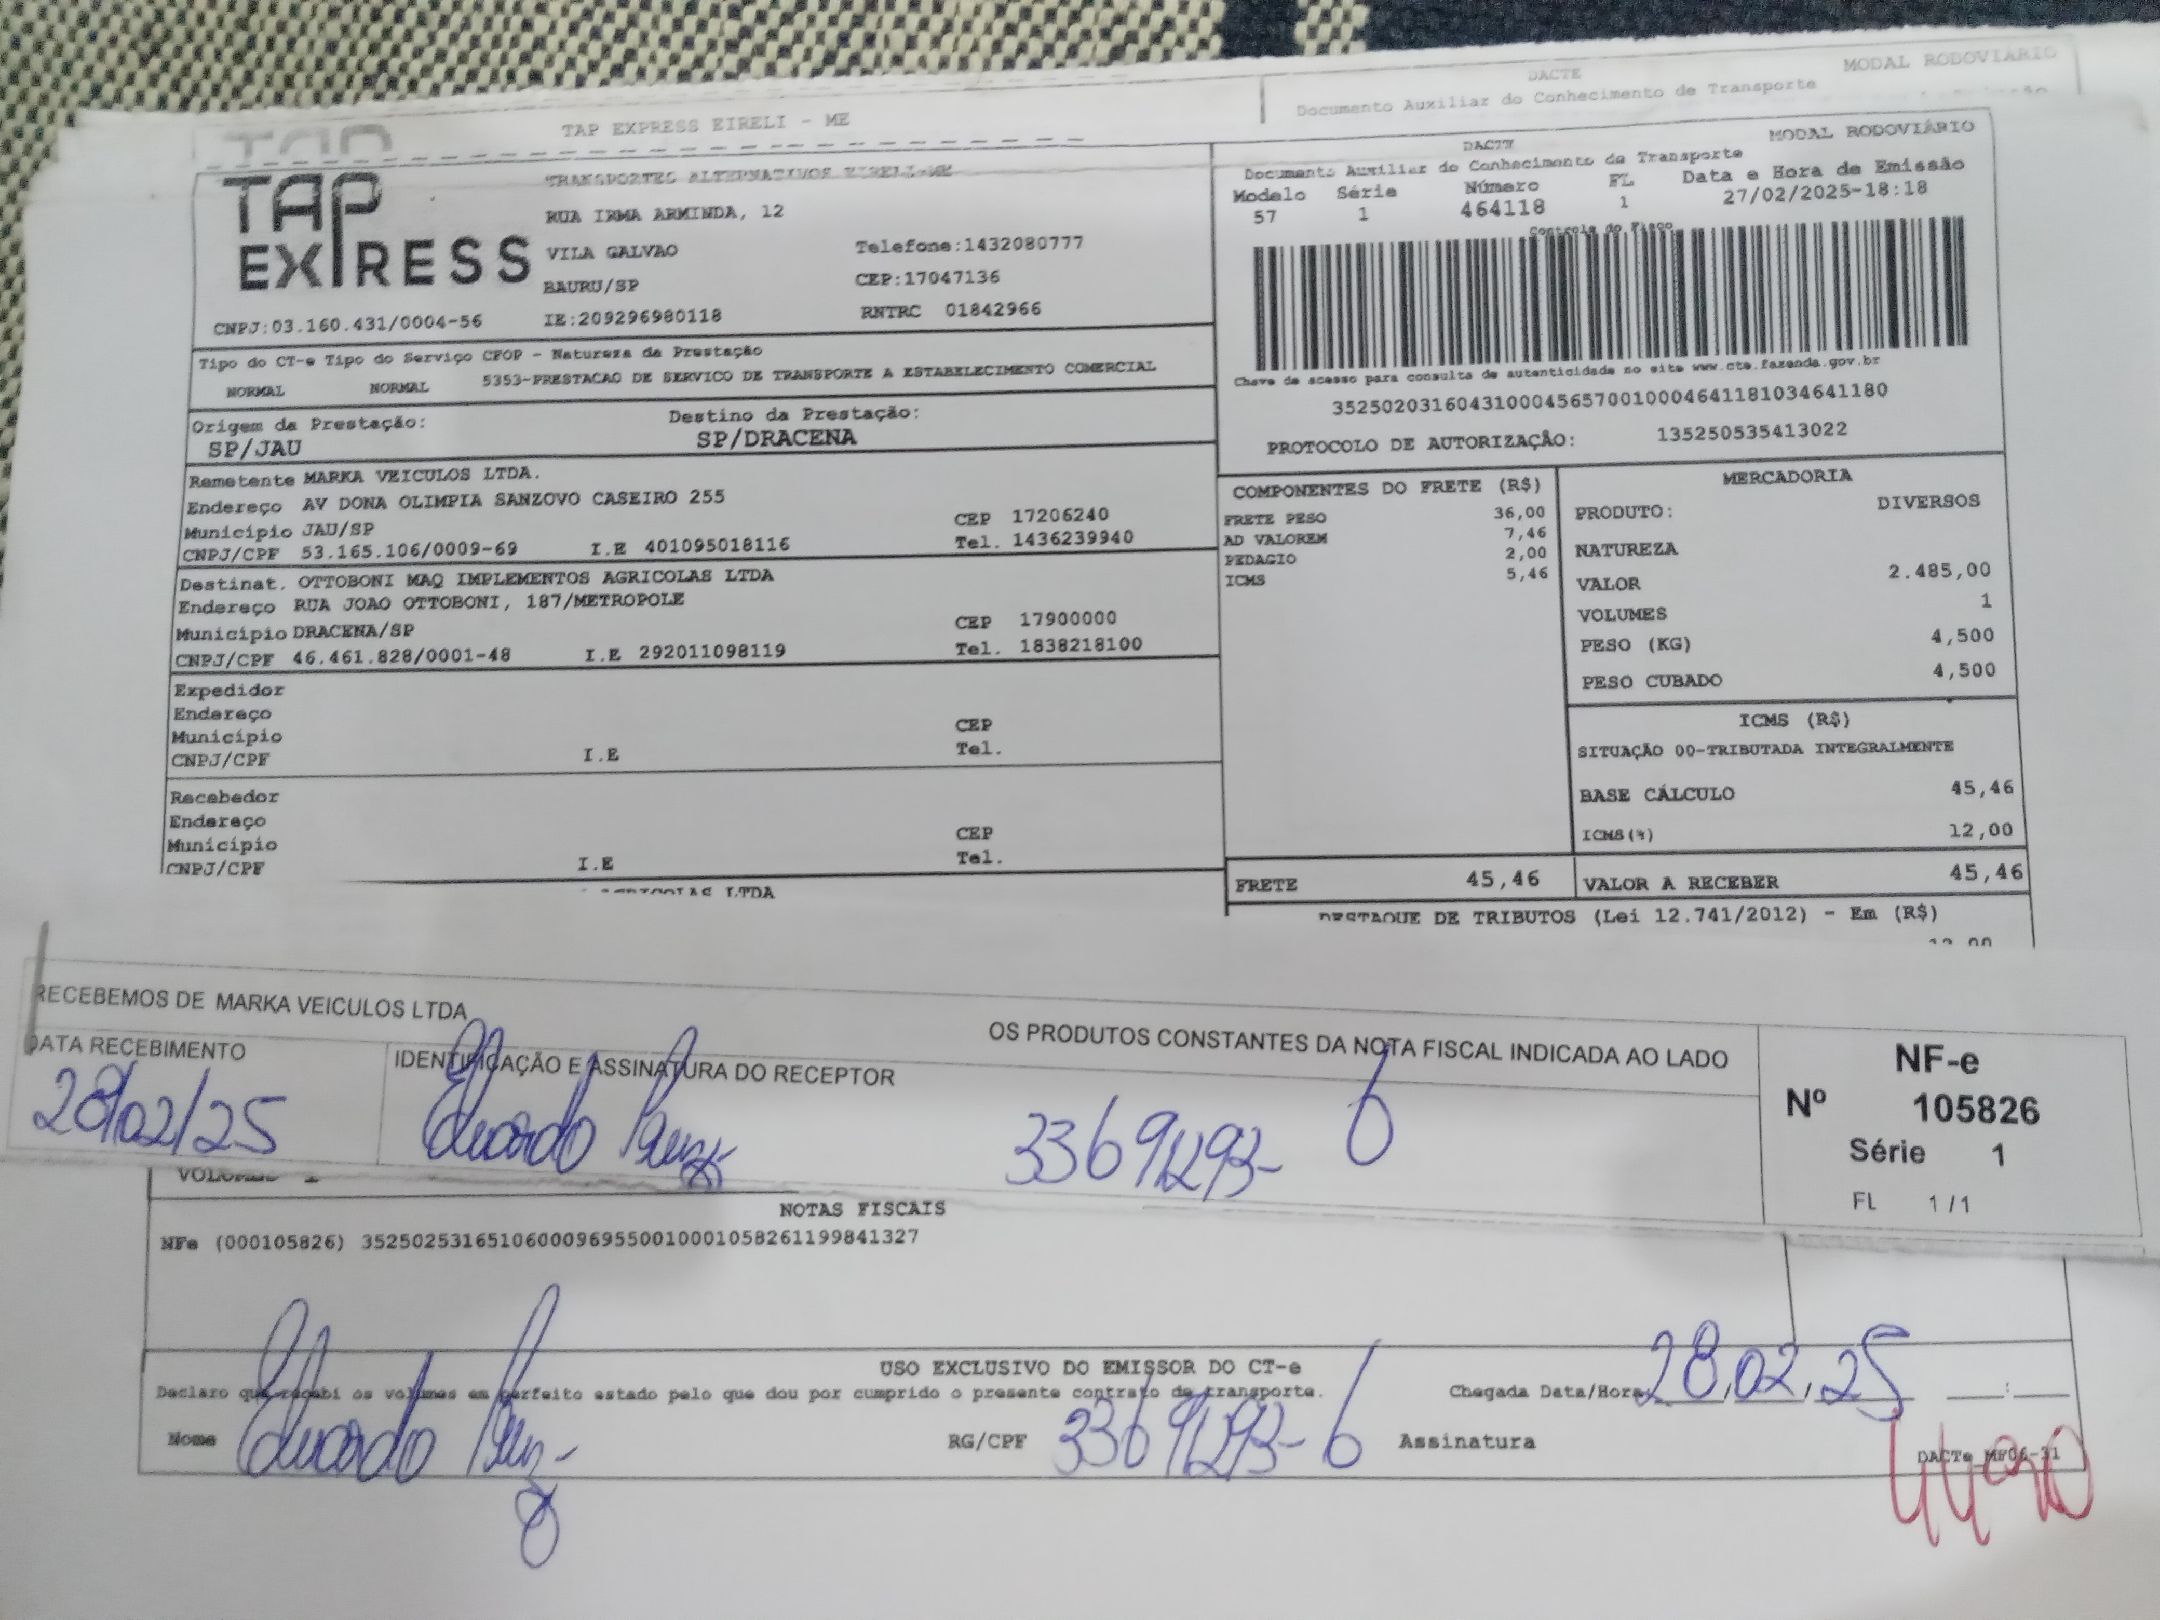 DACTE
MODAL RODOVIÁRIO
TAP EXPRESS EIRELI - ME
Documento Auxiliar do Conhecimento de Transporte
TAP EXPRESS
TRANSPORTES ALTERNATIVOS EIRELI-ME
RUA IRMA ARMINDA, 12
VILA GALVAO
Telefone:1432080777
BAURU/SP
CEP:17047136
CNPJ:03.160.431/0004-56
IE:209296980118
RNTRC 01842966
DACTE
MODAL RODOVIÁRIO
Documento Auxiliar do Conhecimento de Transporte
Modelo Série Número FL Data e Hora de Emissão
57 1 464118 1 27/02/2025-18:18
Controle do Fisco
Chave de acesso para consulta de autenticidade no site www.cte.fazenda.gov.br
35250203160431000456570010004641181034641180
PROTOCOLO DE AUTORIZAÇÃO: 135250535413022
Tipo do CT-e Tipo do Serviço CFOP - Natureza da Prestação
NORMAL NORMAL 5353-PRESTACAO DE SERVICO DE TRANSPORTE A ESTABELECIMENTO COMERCIAL
Origem da Prestação: Destino da Prestação:
SP/JAU SP/DRACENA
Remetente MARKA VEICULOS LTDA.
Endereço AV DONA OLIMPIA SANZOVO CASEIRO 255
Município JAU/SP CEP 17206240
CNPJ/CPF 53.165.106/0009-69 I.E 401095018116 Tel. 1436239940
Destinat. OTTOBONI MAQ IMPLEMENTOS AGRICOLAS LTDA
Endereço RUA JOAO OTTOBONI, 187/METROPOLE
Município DRACENA/SP CEP 17900000
CNPJ/CPF 46.461.828/0001-48 I.E 292011098119 Tel. 1838218100
Expedidor
Endereço
Município CEP
CNPJ/CPF I.E Tel.
Recebedor
Endereço
Município CEP
CNPJ/CPF I.E Tel.
LTDA
COMPONENTES DO FRETE (R$)
FRETE PESO 36,00
AD VALOREM 7,46
PEDAGIO 2,00
ICMS 5,46
MERCADORIA
PRODUTO: DIVERSOS
NATUREZA
VALOR 2.485,00
VOLUMES 1
PESO (KG) 4,500
PESO CUBADO 4,500
ICMS (R$)
SITUAÇÃO 00-TRIBUTADA INTEGRALMENTE
BASE CÁLCULO 45,46
ICMS(%) 12,00
FRETE 45,46 VALOR A RECEBER 45,46
DESTAQUE DE TRIBUTOS (Lei 12.741/2012) - Em (R$)
RECEBEMOS DE MARKA VEICULOS LTDA OS PRODUTOS CONSTANTES DA NOTA FISCAL INDICADA AO LADO
DATA RECEBIMENTO
IDENTIFICAÇÃO E ASSINATURA DO RECEPTOR
28/02/25 Eduardo
NF-e
Nº 105826
Série 1
FL 1 / 1
VOLUMES 1
NOTAS FISCAIS
NFe (000105826) 35250253165106000969550010001058261199841327
USO EXCLUSIVO DO EMISSOR DO CT-e
Declaro que recebi os volumes em perfeito estado pelo que dou por cumprido o presente contrato de transporte.
Chegada Data/Hora 28/02/25 :
Nome Eduardo RG/CPF Assinatura
DACTe MF06-31